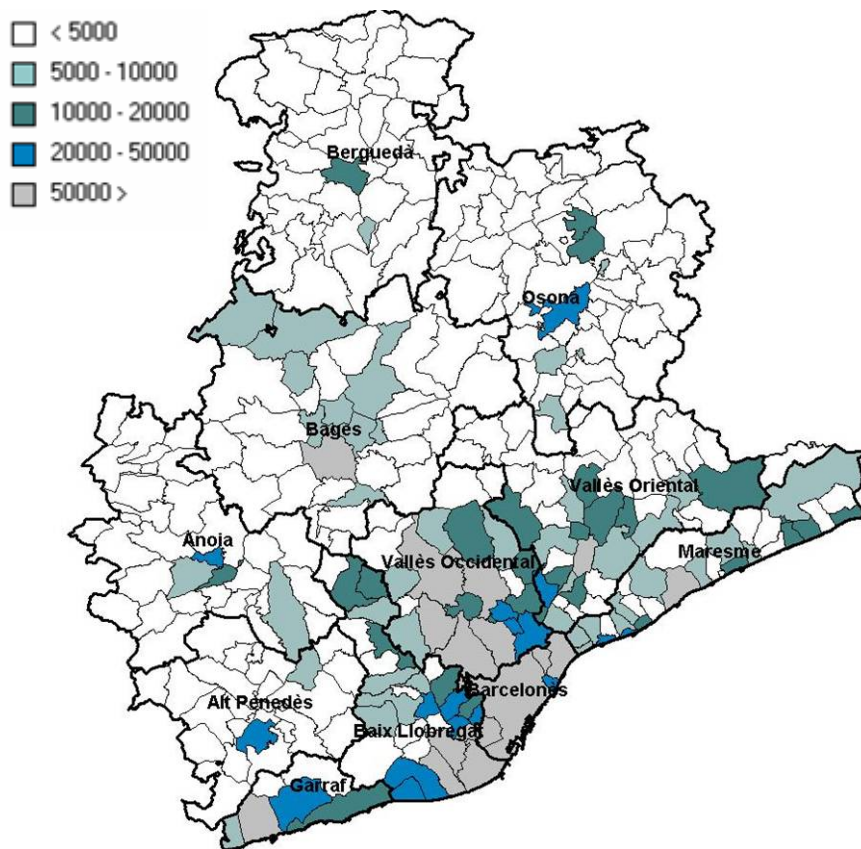 < 5000
5000 - 10000
10000 - 20000
20000 - 50000
50000 >
Berguedà
Osona
Bages
Vallès Oriental
Anoia
Vallès Occidental
Maresme
Barcelonès
Alt Penedès
Baix Llobregat
Garraf